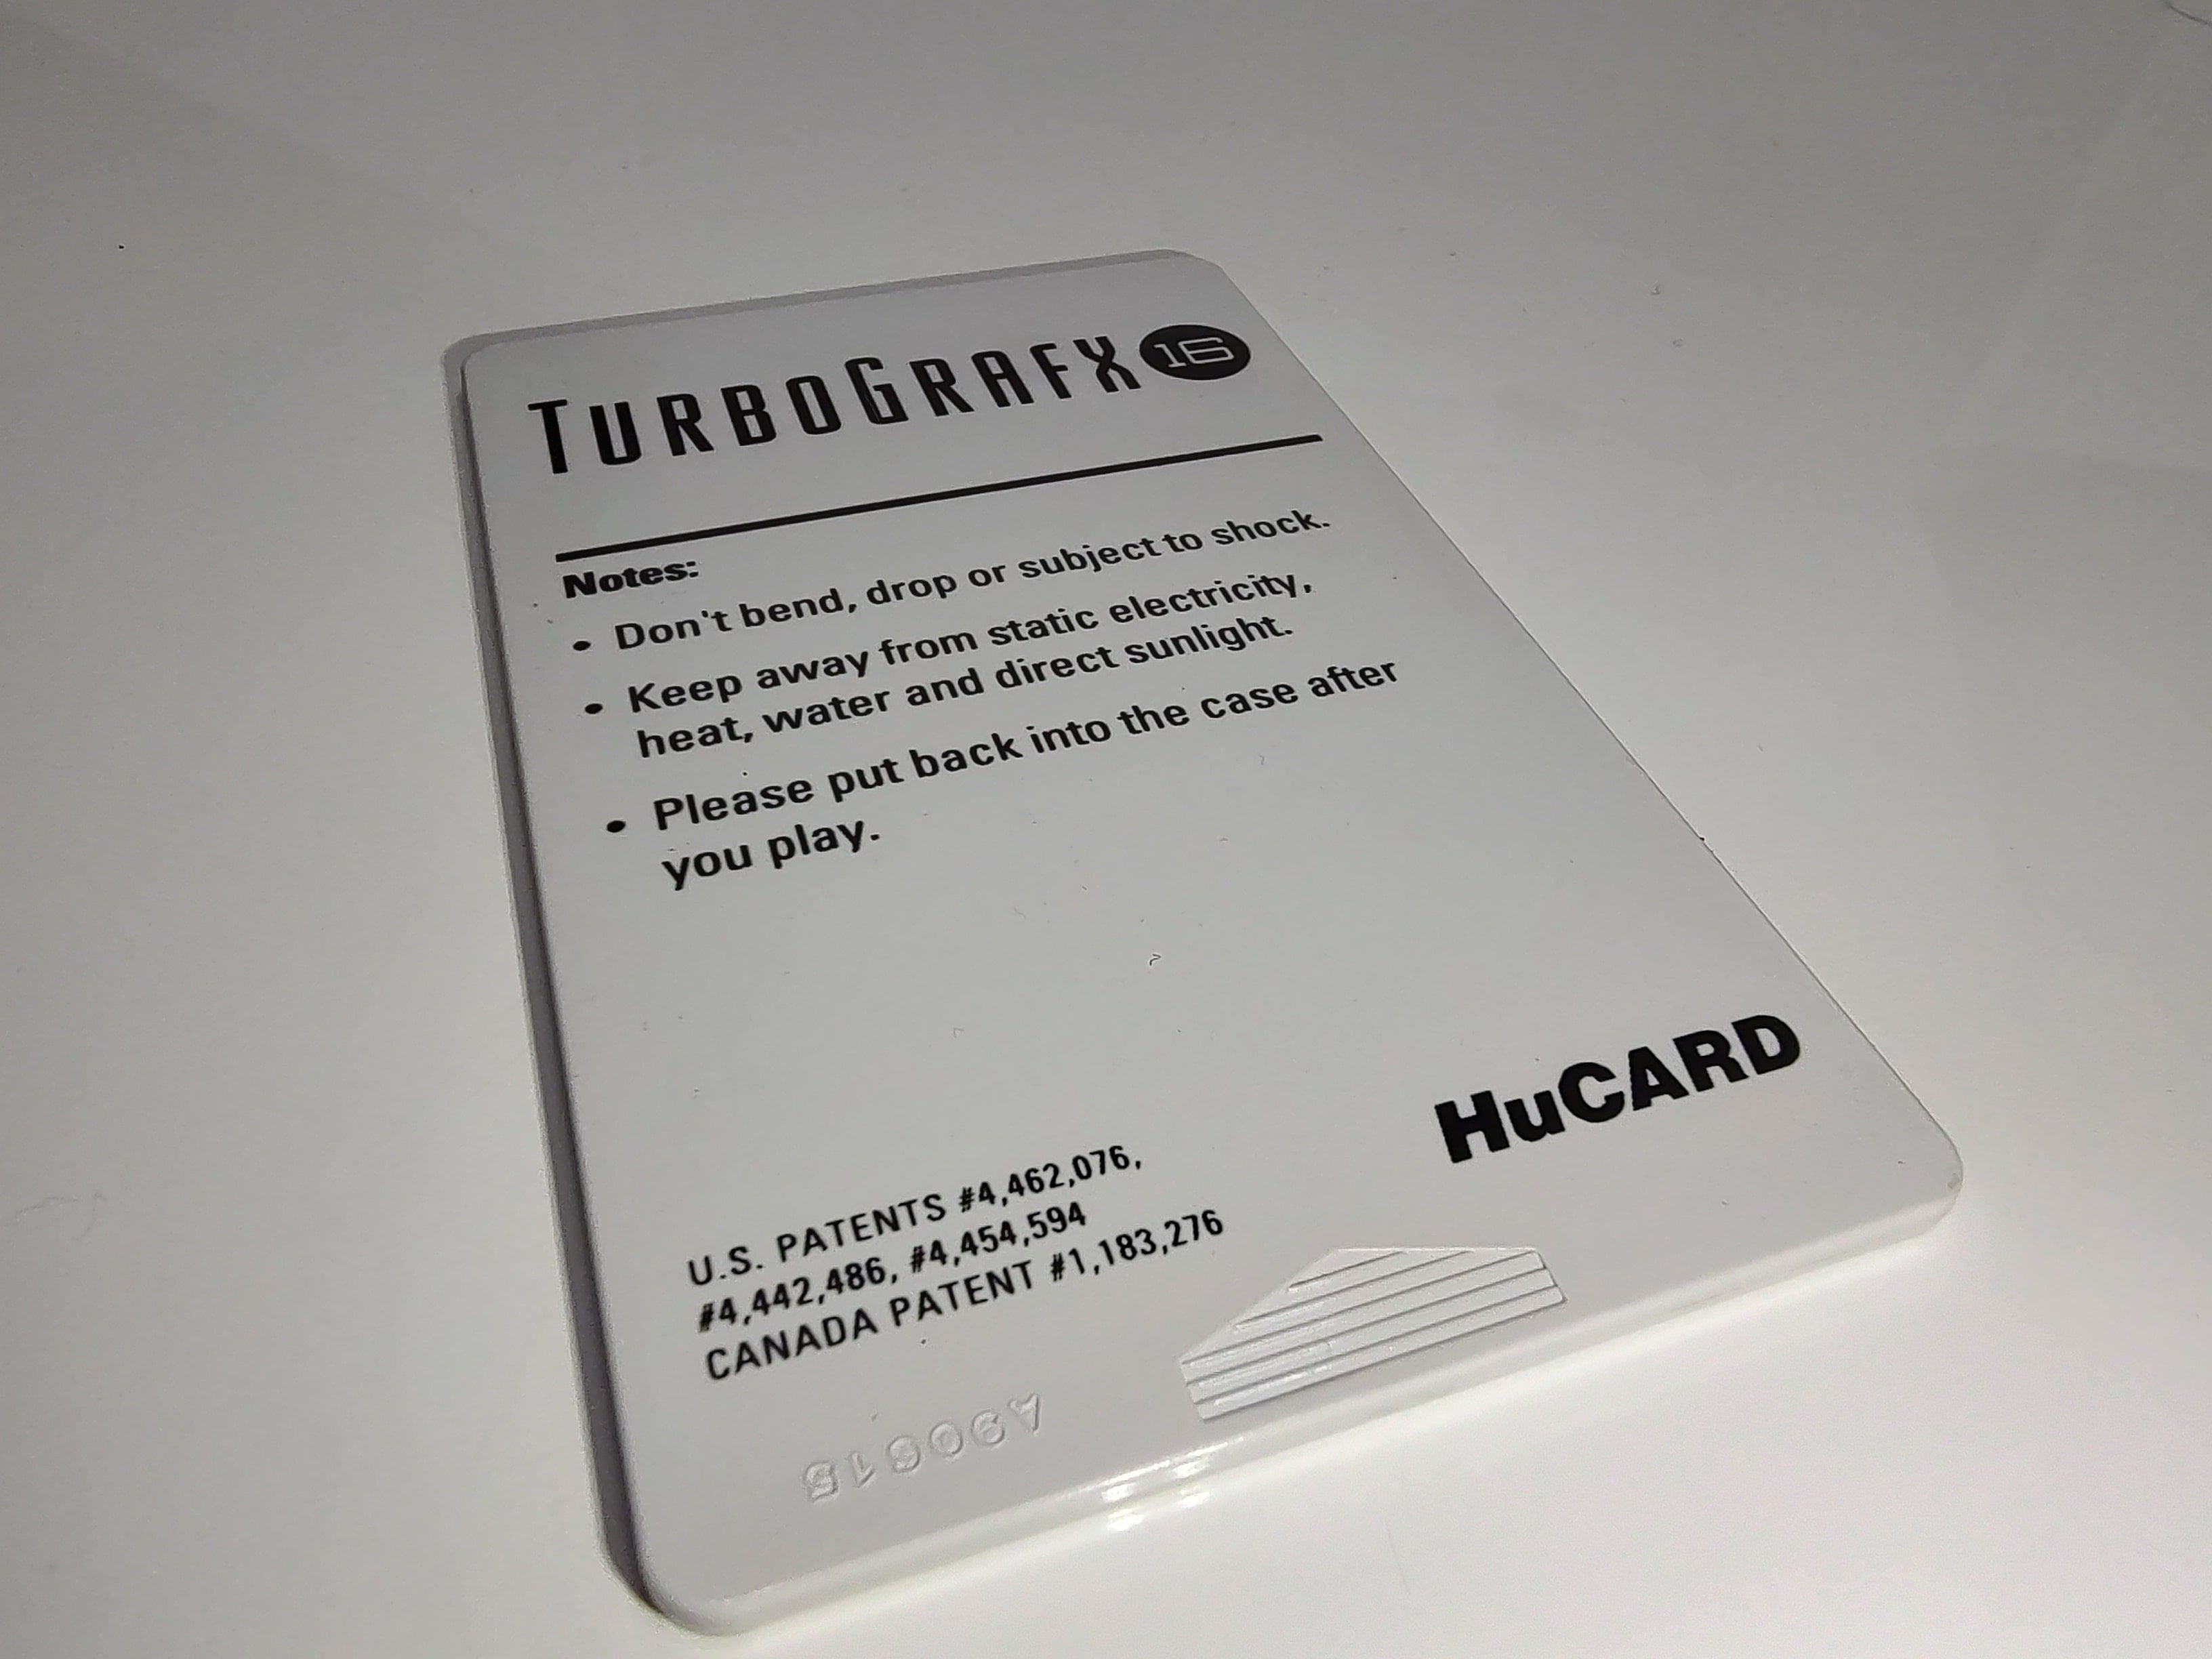 TURBOGRAFX 16
Notes:
• Don't bend, drop or subject to shock.
• Keep away from static electricity,
heat, water and direct sunlight.
• Please put back into the case after
you play.
HuCARD
U.S. PATENTS #4,462,076,
#4,442,486, #4,454,594
CANADA PATENT #1,183,276